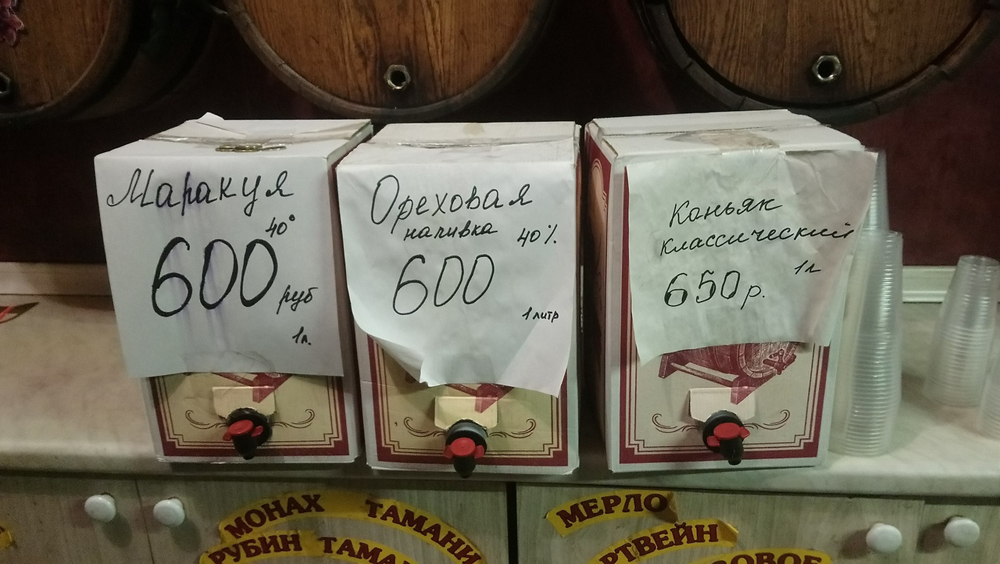 Маракуя
40°
600 руб
1л.
Ореховая
наливка 40%.
600
1 литр
Коньяк
классический
1л
650р.
МОНАХ ТАМАНИ
РУБИН
МЕРЛО